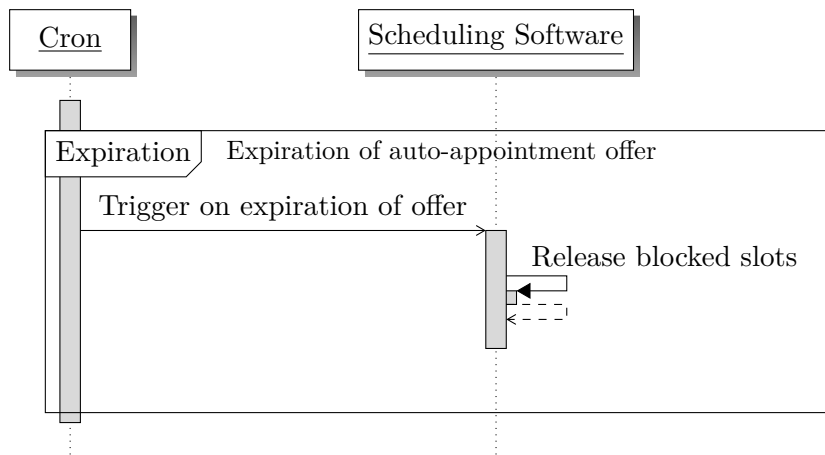 Cron
Scheduling Software
Expiration
Expiration of auto-appointment offer
Trigger on expiration of offer
Release blocked slots